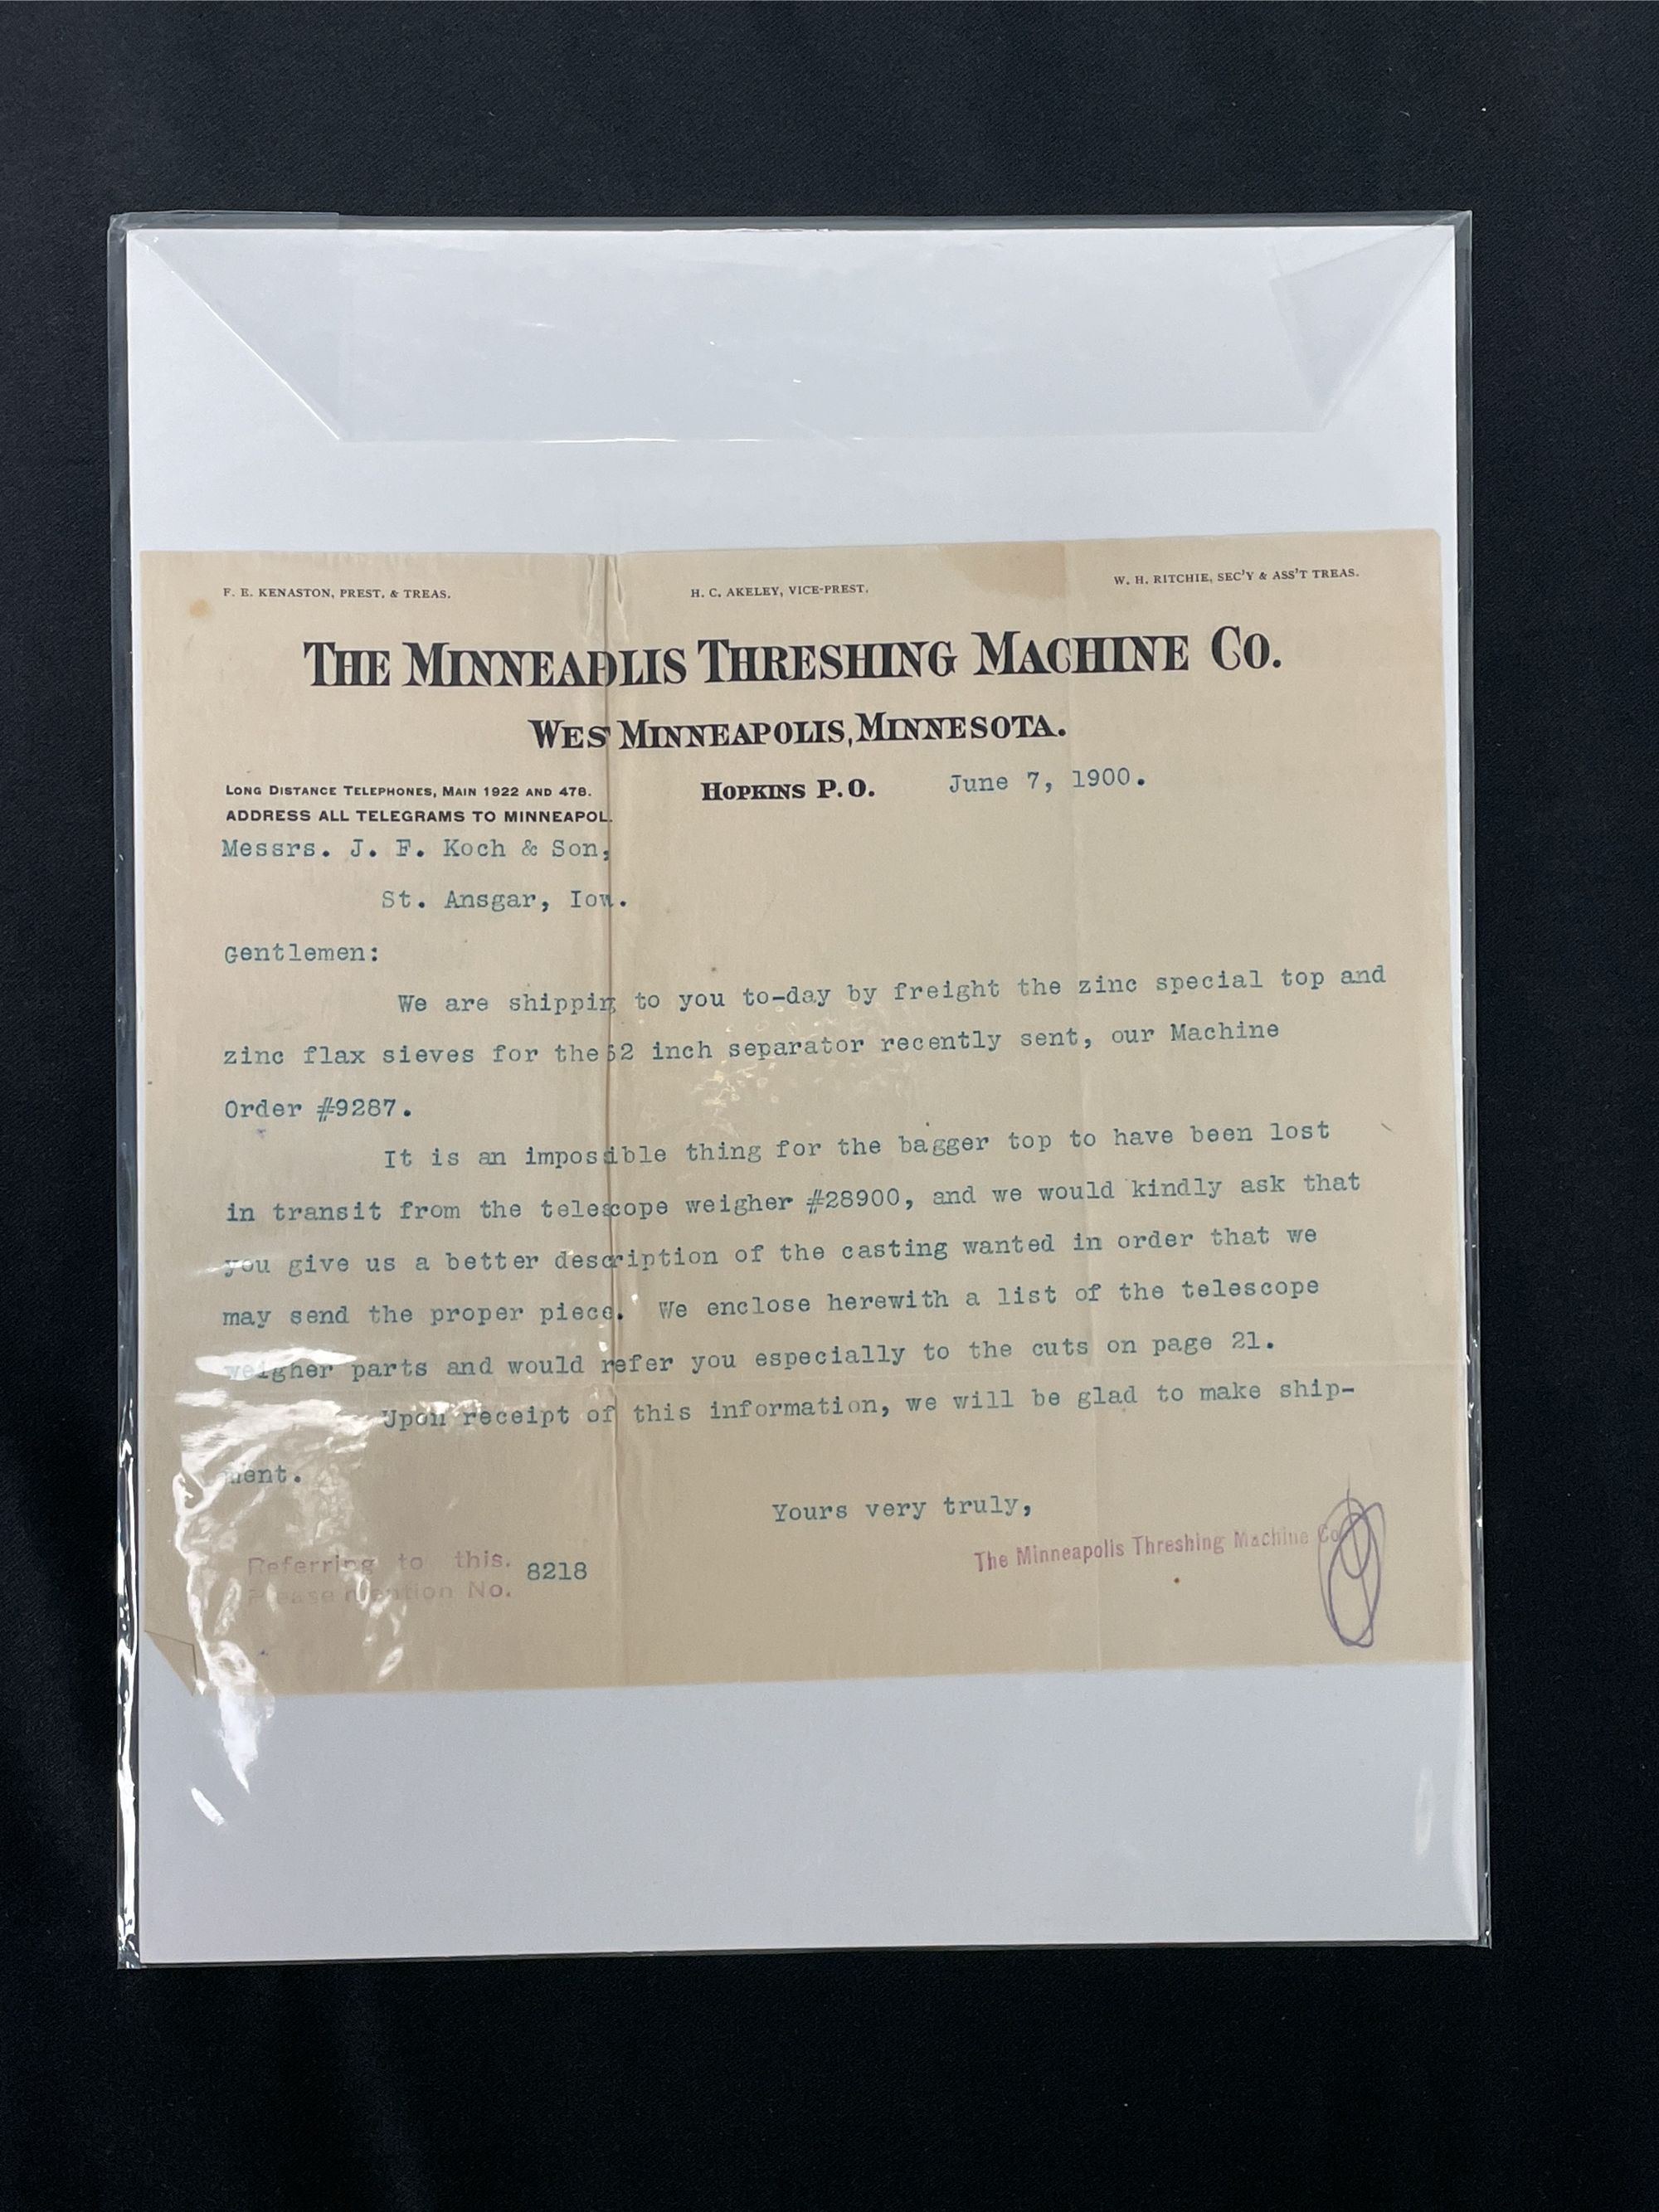 F. E. KENASTON, PREST. & TREAS. H. C. AKELEY, VICE-PREST. W. H. RITCHIE, SEC'Y & ASS'T TREAS.
THE MINNEAPOLIS THRESHING MACHINE CO.
WES MINNEAPOLIS, MINNESOTA.
LONG DISTANCE TELEPHONES, MAIN 1922 AND 478. HOPKINS P.O. June 7, 1900.
ADDRESS ALL TELEGRAMS TO MINNEAPOL.
Messrs. J. F. Koch & Son,
St. Ansgar, Iow.
Gentlemen:
We are shipping to you to-day by freight the zinc special top and
zinc flax sieves for the 2 inch separator recently sent, our Machine
Order #9287.
It is an impossible thing for the bagger top to have been lost
in transit from the telescope weigher #28900, and we would kindly ask that
you give us a better description of the casting wanted in order that we
may send the proper piece. We enclose herewith a list of the telescope
weigher parts and would refer you especially to the cuts on page 21.
Upon receipt of this information, we will be glad to make ship-
ment.
Yours very truly,
The Minneapolis Threshing Machine Co
Referring to this.
Please mention No. 8218